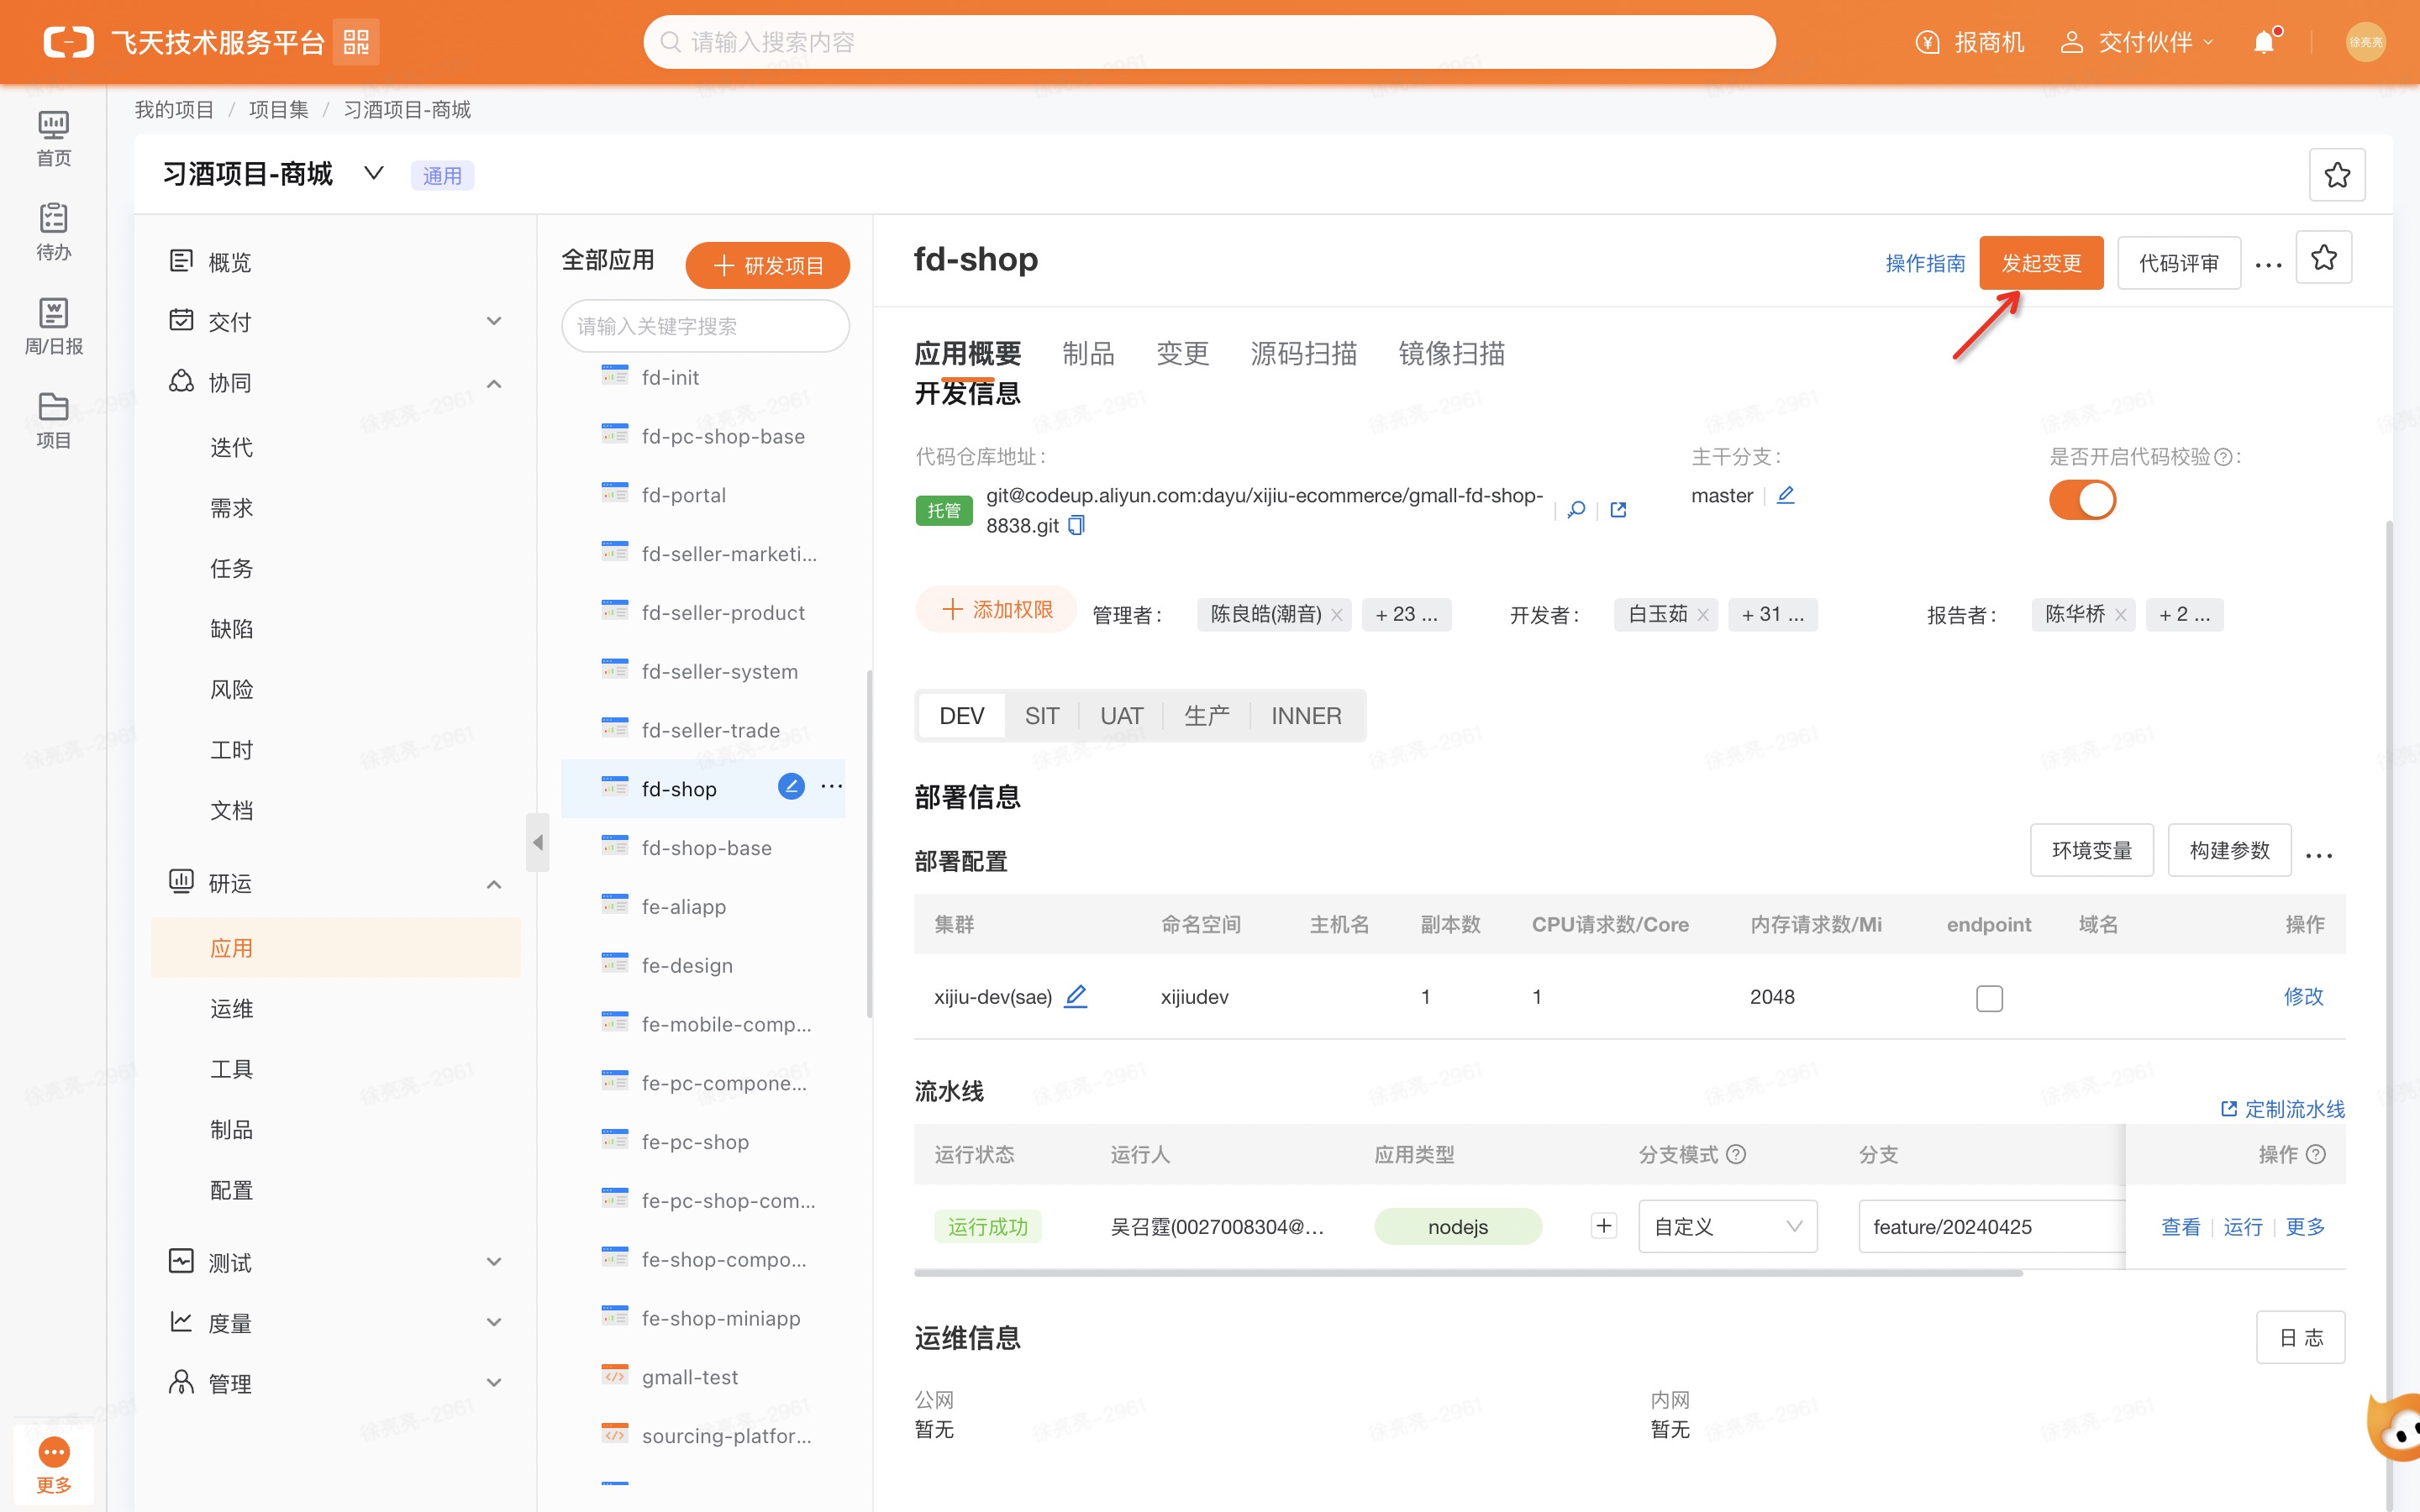 飞天技术服务平台
请输入搜索内容
报商机
交付伙伴
徐亮亮
首页
待办
周/日报
项目
更多
我的项目 / 项目集 / 习酒项目-商城
习酒项目-商城
通用
概览
交付
协同
迭代
需求
任务
缺陷
风险
工时
文档
研运
应用
运维
工具
制品
配置
测试
度量
管理
全部应用
研发项目
请输入关键字搜索
fd-init
fd-pc-shop-base
fd-portal
fd-seller-marketi...
fd-seller-product
fd-seller-system
fd-seller-trade
fd-shop
fd-shop-base
fe-aliapp
fe-design
fe-mobile-comp...
fe-pc-compone...
fe-pc-shop
fe-pc-shop-com...
fe-shop-compo...
fe-shop-miniapp
gmall-test
sourcing-platfor...
fd-shop
操作指南
发起变更
代码评审
应用概要 制品 变更 源码扫描 镜像扫描
开发信息
代码仓库地址：
托管
git@codeup.aliyun.com:dayu/xijiu-ecommerce/gmall-fd-shop-
8838.git
主干分支：
master
是否开启代码校验：
添加权限
管理者： 陈良皓(潮音) + 23 ...
开发者： 白玉茹 + 31 ...
报告者： 陈华桥 + 2 ...
DEV SIT UAT 生产 INNER
部署信息
部署配置
环境变量
构建参数
集群 命名空间 主机名 副本数 CPU请求数/Core 内存请求数/Mi endpoint 域名 操作
xijiu-dev(sae) xijiudev 1 1 2048 修改
流水线
定制流水线
运行状态 运行人 应用类型 分支模式 分支 操作
运行成功 吴召霆(0027008304@... nodejs 自定义 feature/20240425 查看 运行 更多
运维信息
日 志
公网
暂无
内网
暂无
徐亮亮-2961